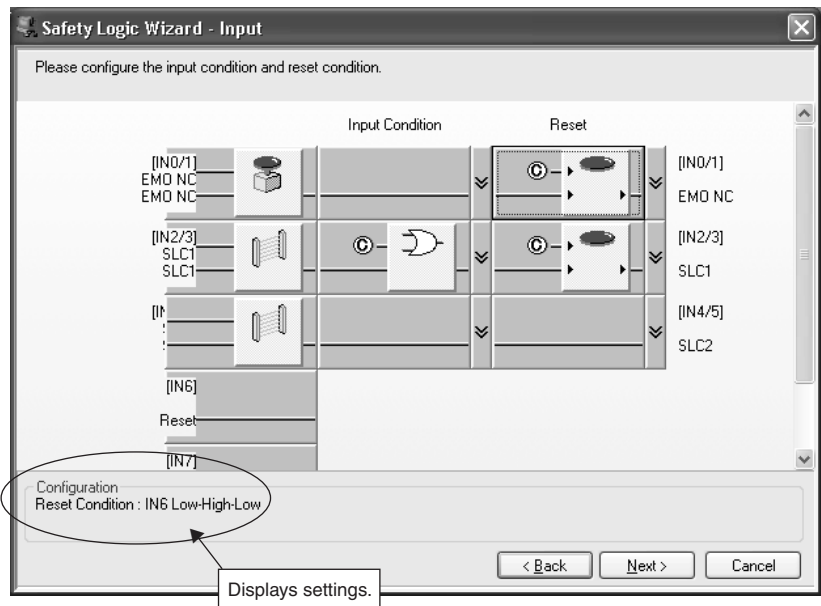 Safety Logic Wizard - Input
Please configure the input condition and reset condition.
Input Condition
Reset
[IN0/1]
EMO NC
EMO NC
©
[IN0/1]
EMO NC
[IN2/3]
SLC1
SLC1
©
©
[IN2/3]
SLC1
[IN4/5]
SLC2
[IN6]
Reset
[IN7]
Configuration
Reset Condition : IN6 Low-High-Low
< Back
Next >
Cancel
Displays settings.